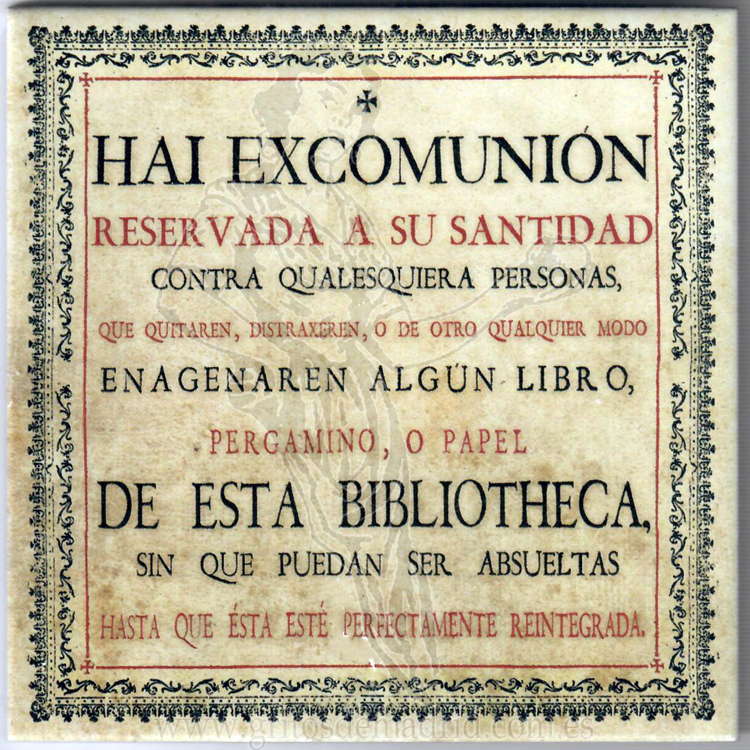 HAI EXCOMUNIÓN
RESERVADA A SU SANTIDAD
CONTRA QUALESQUIERA PERSONAS,
QUE QUITAREN, DISTRAXEREN, O DE OTRO QUALQUIER MODO
ENAGENAREN ALGÚN LIBRO,
PERGAMINO, O PAPEL
DE ESTA BIBLIOTHECA,
SIN QUE PUEDAN SER ABSUELTAS
HASTA QUE ÉSTA ESTÉ PERFECTAMENTE REINTEGRADA.
www.gritosdemadrid.com.es